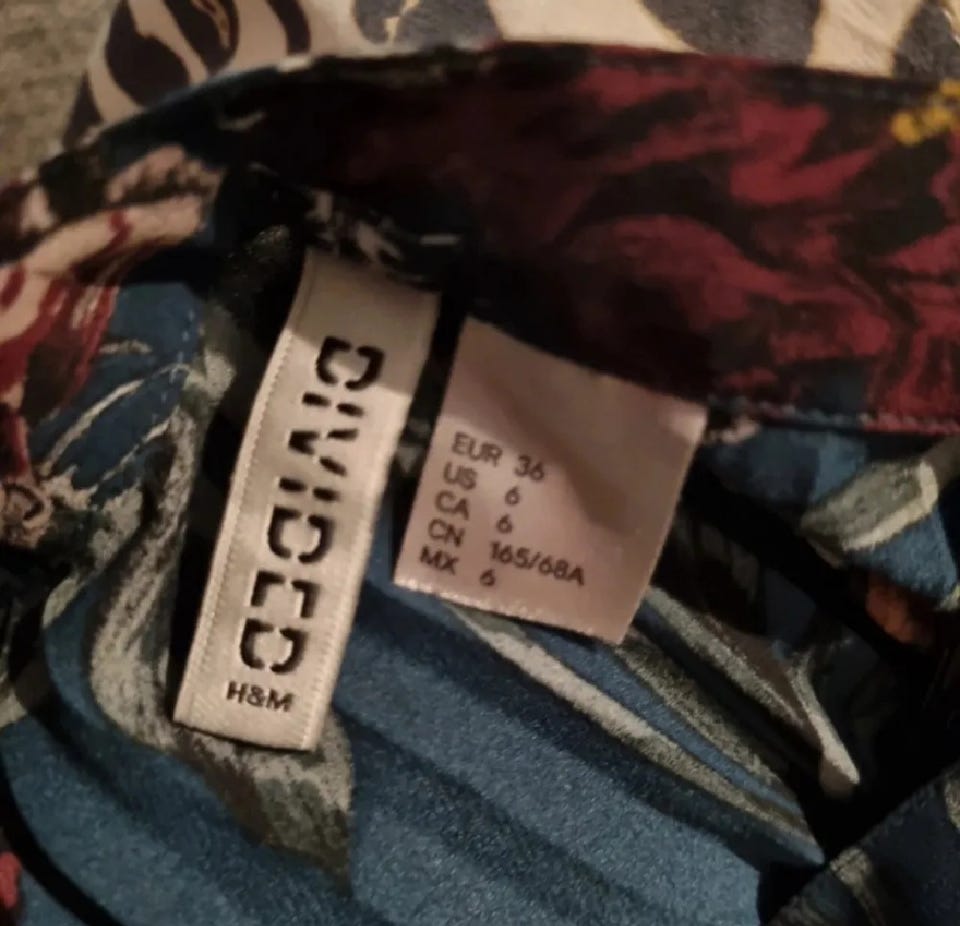 DIVIDED
H&M
EUR 36
US 6
CA 6
CN 165/68A
MX 6